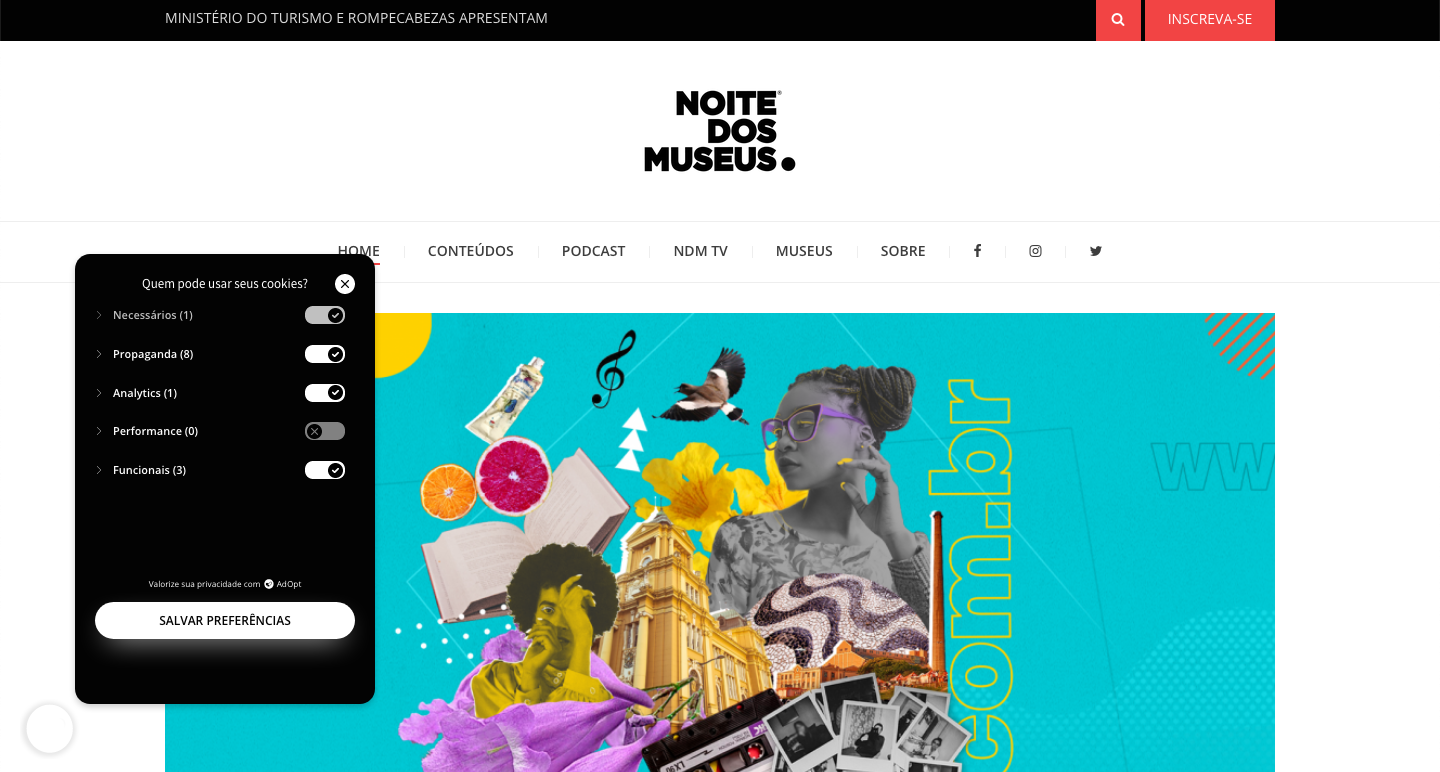 MINISTÉRIO DO TURISMO E ROMPECABEZAS APRESENTAM
INSCREVA-SE
NOITE
DOS
MUSEUS.
HOME
CONTEÚDOS
PODCAST
NDM TV
MUSEUS
SOBRE
Quem pode usar seus cookies?
Necessários (1)
Propaganda (8)
Analytics (1)
Performance (0)
Funcionais (3)
Valorize sua privacidade com AdOpt
SALVAR PREFERÊNCIAS
com.br
ww